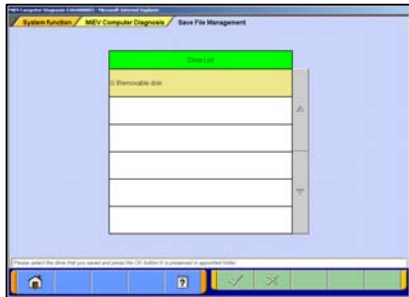 MiEV Computer Diagnosis - Microsoft Internet Explorer
System function / MiEV Computer Diagnosis / Save File Management
Drive List
G:\Removable disk
Please select the drive that you saved and press the OK button. It is preserved in appointed folder.
?